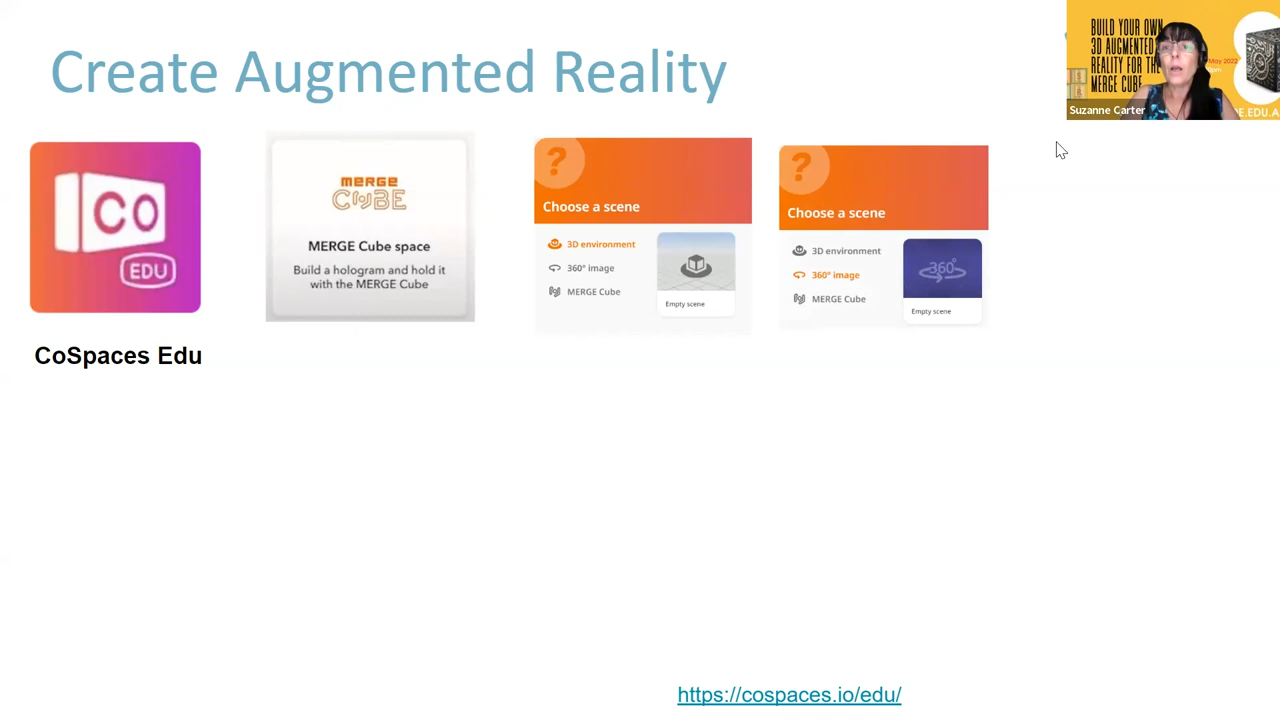 Create Augmented Reality
BUILD YOUR OWN
3D AUGMENTED
REALITY FOR THE
MERGE CUBE
May 2022
Suzanne Carter
E.EDU.A
CO
EDU
CoSpaces Edu
MERGE
CUBE
MERGE Cube space
Build a hologram and hold it
with the MERGE Cube
?
Choose a scene
3D environment
360° image
MERGE Cube
Empty scene
?
Choose a scene
3D environment
360° image
MERGE Cube
360°
Empty scene
https://cospaces.io/edu/